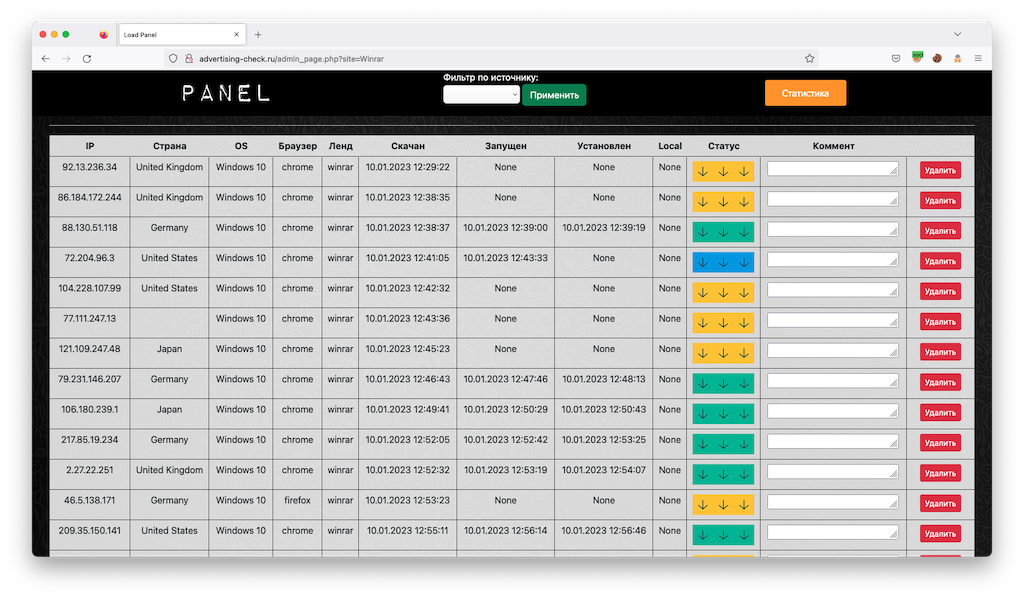 Load Panel
advertising-check.ru/admin_page.php?site=Winrar
PANEL
Фильтр по источнику:
Применить
Статистика
IP Страна OS Браузер Ленд Скачан Запущен Установлен Local Статус Коммент
92.13.236.34 United Kingdom Windows 10 chrome winrar 10.01.2023 12:29:22 None None None Удалить
86.184.172.244 United Kingdom Windows 10 chrome winrar 10.01.2023 12:38:35 None None None Удалить
88.130.51.118 Germany Windows 10 chrome winrar 10.01.2023 12:38:37 10.01.2023 12:39:00 10.01.2023 12:39:19 None Удалить
72.204.96.3 United States Windows 10 chrome winrar 10.01.2023 12:41:05 10.01.2023 12:43:33 None None Удалить
104.228.107.99 United States Windows 10 chrome winrar 10.01.2023 12:42:32 None None None Удалить
77.111.247.13 Windows 10 chrome winrar 10.01.2023 12:43:36 None None None Удалить
121.109.247.48 Japan Windows 10 chrome winrar 10.01.2023 12:45:23 None None None Удалить
79.231.146.207 Germany Windows 10 chrome winrar 10.01.2023 12:46:43 10.01.2023 12:47:46 10.01.2023 12:48:13 None Удалить
106.180.239.1 Japan Windows 10 chrome winrar 10.01.2023 12:49:41 10.01.2023 12:50:29 10.01.2023 12:50:43 None Удалить
217.85.19.234 Germany Windows 10 chrome winrar 10.01.2023 12:52:05 10.01.2023 12:52:42 10.01.2023 12:53:25 None Удалить
2.27.22.251 United Kingdom Windows 10 chrome winrar 10.01.2023 12:52:32 10.01.2023 12:53:19 10.01.2023 12:54:07 None Удалить
46.5.138.171 Germany Windows 10 firefox winrar 10.01.2023 12:53:23 None None None Удалить
209.35.150.141 United States Windows 10 chrome winrar 10.01.2023 12:55:11 10.01.2023 12:56:14 10.01.2023 12:56:46 None Удалить